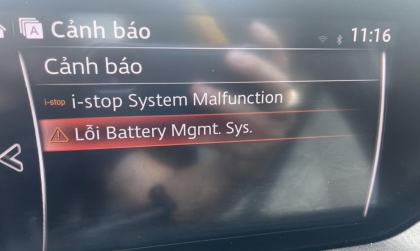 A Cảnh báo 11:16
Cảnh báo
i-stop i-stop System Malfunction
Lỗi Battery Mgmt. Sys.